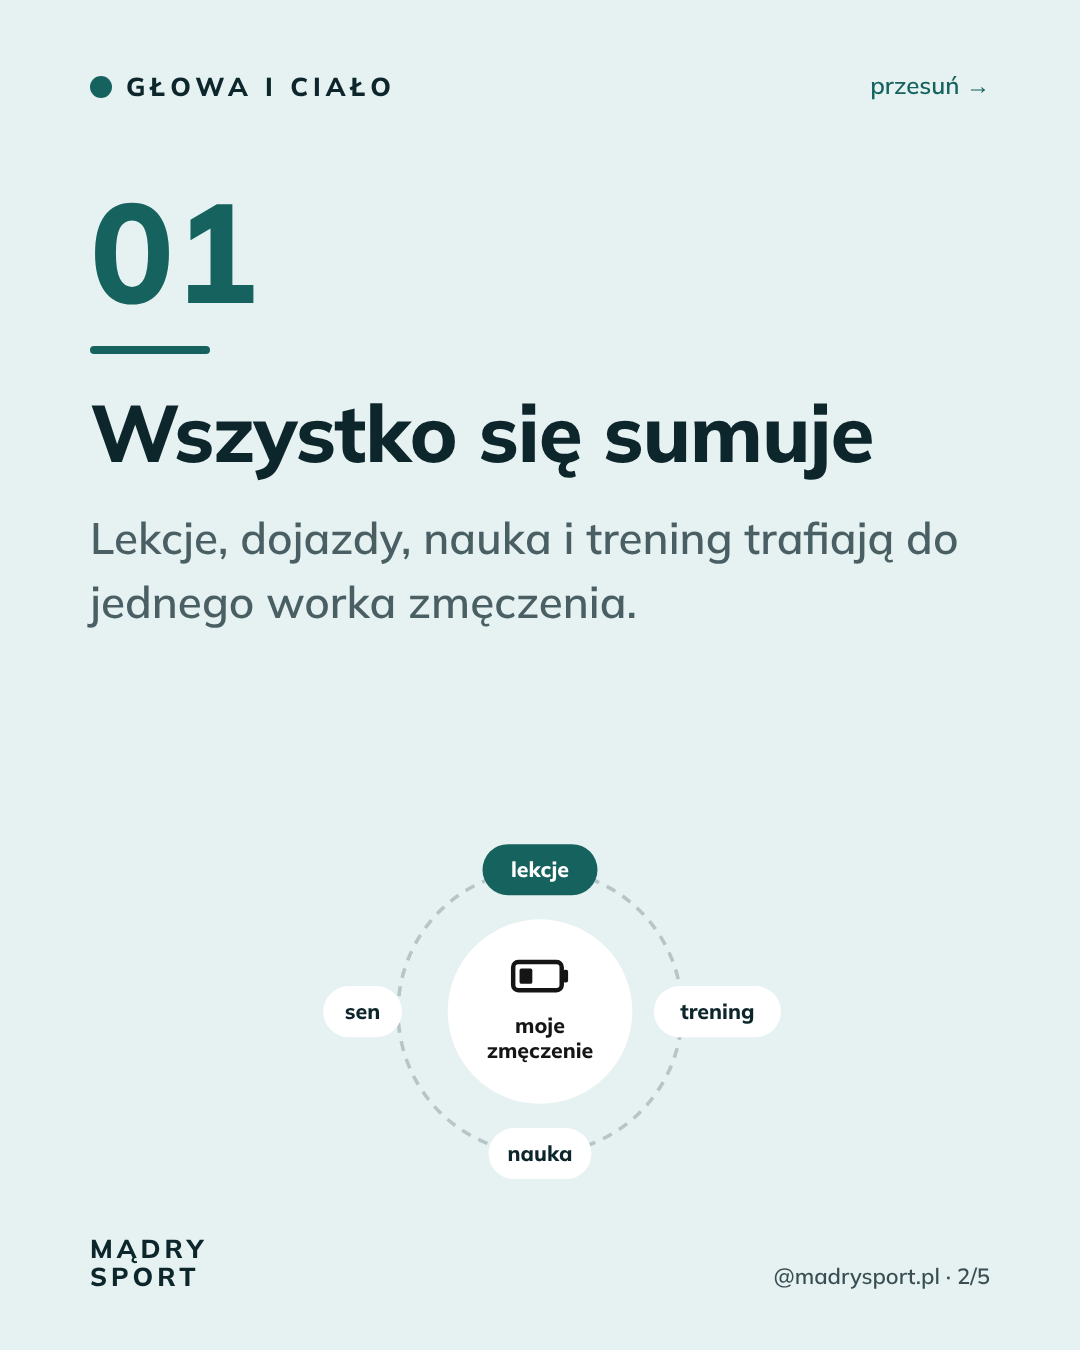 GŁOWA I CIAŁO
przesuń →
01
Wszystko się sumuje
Lekcje, dojazdy, nauka i trening trafiają do
jednego worka zmęczenia.
lekcje
sen
moje
zmęczenie
trening
nauka
MĄDRY
SPORT
@madrysport.pl · 2/5